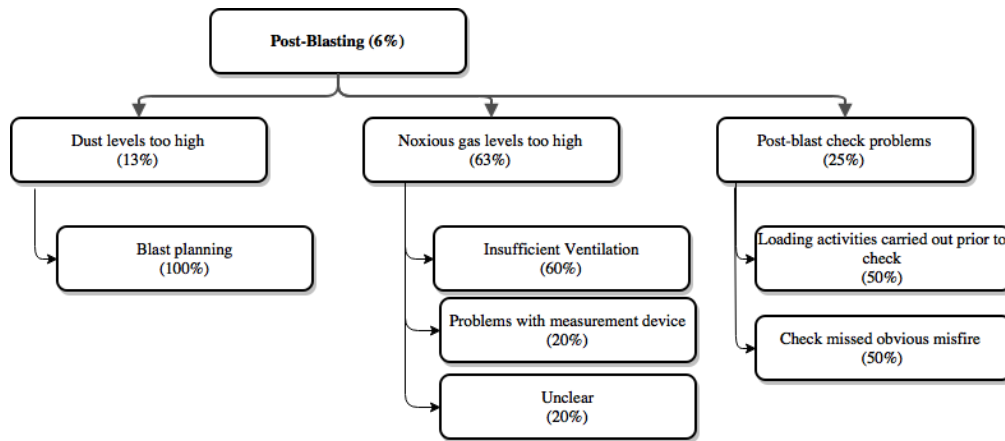 Post-Blasting (6%)
Dust levels too high
(13%)
Noxious gas levels too high
(63%)
Post-blast check problems
(25%)
Blast planning
(100%)
Insufficient Ventilation
(60%)
Problems with measurement device
(20%)
Unclear
(20%)
Loading activities carried out prior to
check
(50%)
Check missed obvious misfire
(50%)